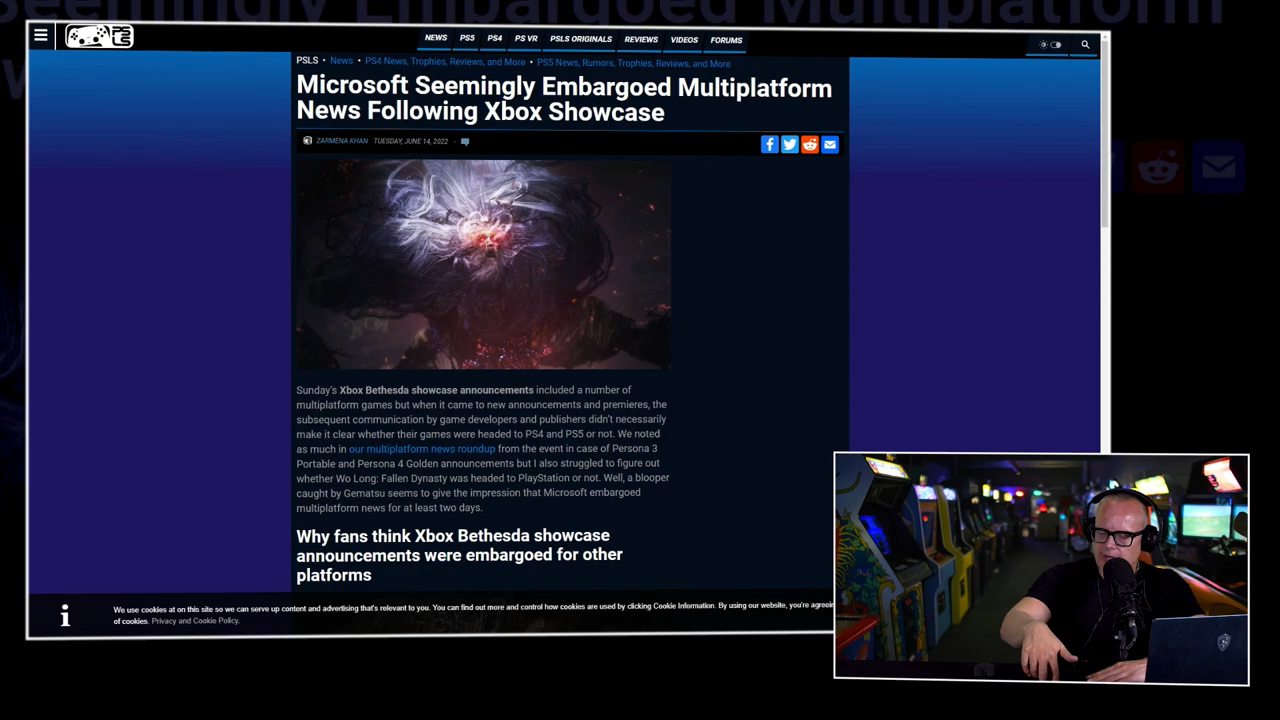 seemingly Embargoed Multiplatform
PS LS
NEWS PS5 PS4 PS VR PSLS ORIGINALS REVIEWS VIDEOS FORUMS
PSLS • News • PS4 News, Trophies, Reviews, and More • PS5 News, Rumors, Trophies, Reviews, and More
Microsoft Seemingly Embargoed Multiplatform
News Following Xbox Showcase
ZARMENA KHAN TUESDAY, JUNE 14, 2022 -
Sunday's Xbox Bethesda showcase announcements included a number of
multiplatform games but when it came to new announcements and premieres, the
subsequent communication by game developers and publishers didn't necessarily
make it clear whether their games were headed to PS4 and PS5 or not. We noted
as much in our multiplatform news roundup from the event in case of Persona 3
Portable and Persona 4 Golden announcements but I also struggled to figure out
whether Wo Long: Fallen Dynasty was headed to PlayStation or not. Well, a blooper
caught by Gematsu seems to give the impression that Microsoft embargoed
multiplatform news for at least two days.
Why fans think Xbox Bethesda showcase
announcements were embargoed for other
platforms
We use cookies at on this site so we can serve up content and advertising that's relevant to you. You can find out more and control how cookies are used by clicking Cookie Information. By using our website, you're agreein
of cookies. Privacy and Cookie Policy.